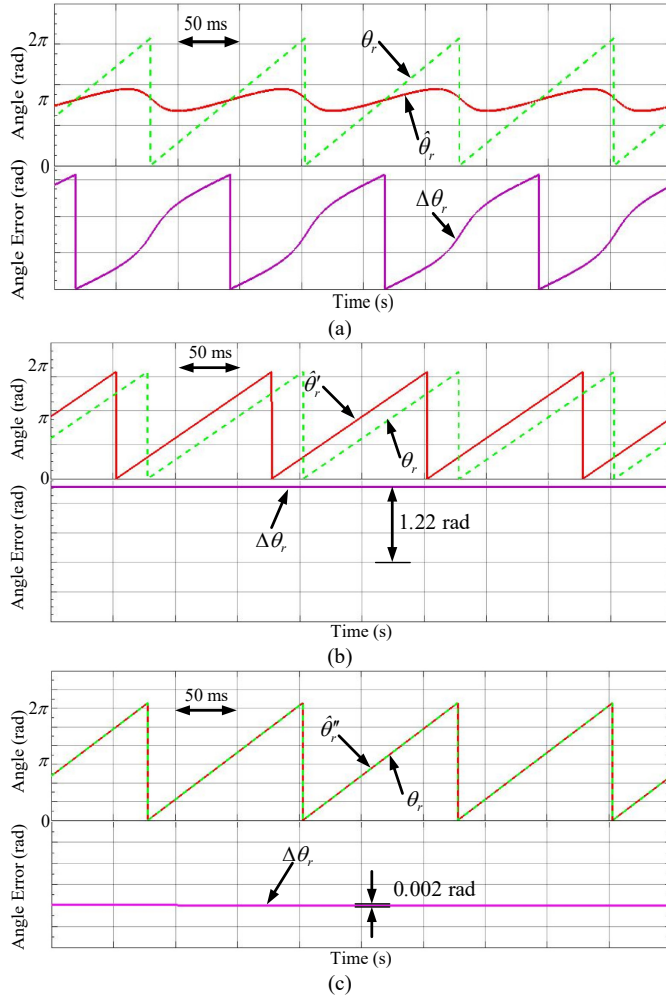 50 ms
2π
π
0
Angle (rad)
θr
θ̂r
Angle Error (rad)
Δθr
Time (s)
(a)
50 ms
2π
π
0
Angle (rad)
θ̂′r
θr
Angle Error (rad)
Δθr
1.22 rad
Time (s)
(b)
50 ms
2π
π
0
Angle (rad)
θ̂″r
θr
Angle Error (rad)
Δθr
0.002 rad
Time (s)
(c)